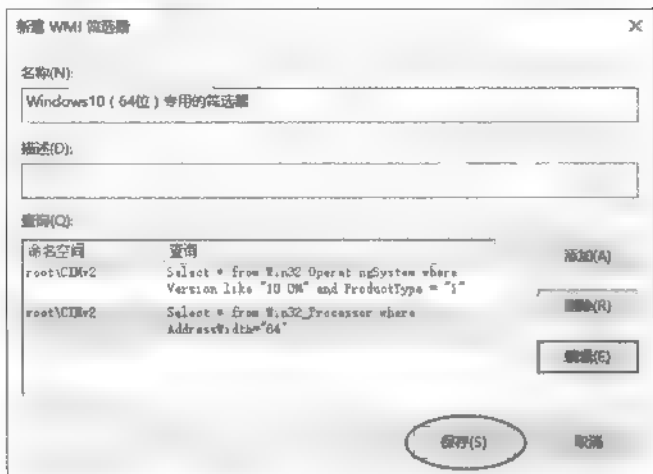 新建 WMI 筛选器
名称(N):
Windows10（64位）专用的筛选器
描述(D):
查询(Q):
命名空间 查询
root\CIMv2 Select * from Win32_OperatingSystem where
Version like "10.0%" and ProductType = "1"
root\CIMv2 Select * from Win32_Processer where
AddressWidth="64"
添加(A)
删除(R)
编辑(E)
保存(S)
取消